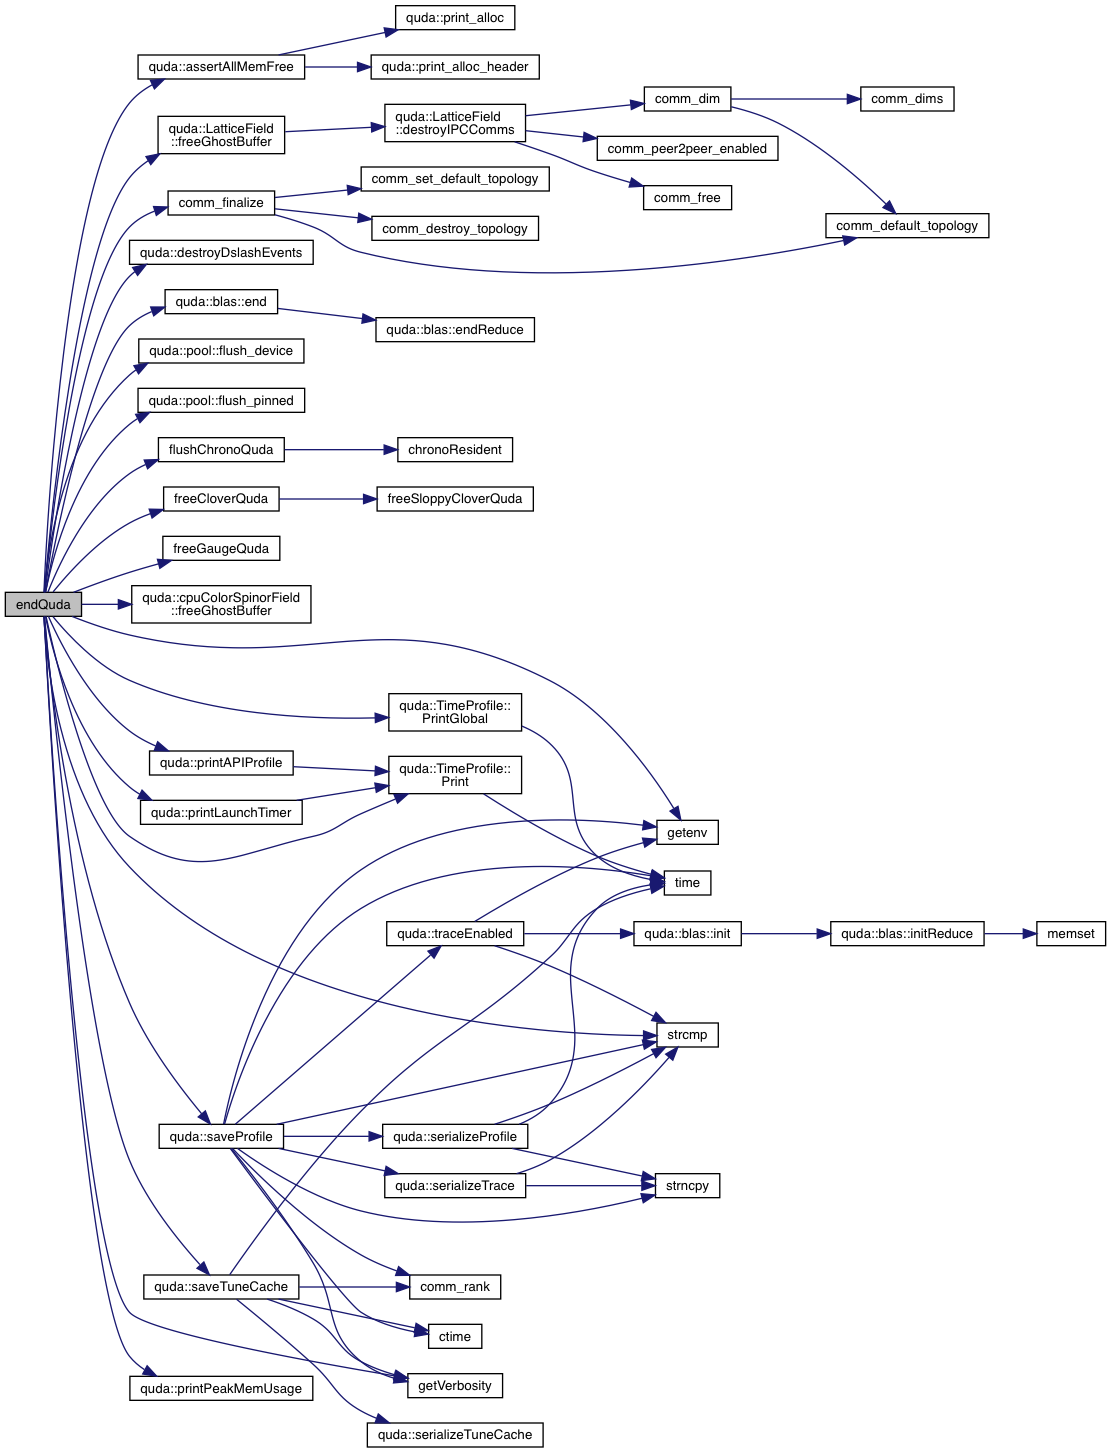 quda::print_alloc
quda::assertAllMemFree
quda::print_alloc_header
comm_dim
comm_dims
quda::LatticeField
::freeGhostBuffer
quda::LatticeField
::destroyIPCComms
comm_peer2peer_enabled
comm_set_default_topology
comm_free
comm_finalize
comm_destroy_topology
comm_default_topology
quda::destroyDslashEvents
quda::blas::end
quda::blas::endReduce
quda::pool::flush_device
quda::pool::flush_pinned
flushChronoQuda
chronoResident
freeCloverQuda
freeSloppyCloverQuda
freeGaugeQuda
endQuda
quda::cpuColorSpinorField
::freeGhostBuffer
quda::TimeProfile::
PrintGlobal
quda::printAPIProfile
quda::TimeProfile::
Print
quda::printLaunchTimer
getenv
time
quda::traceEnabled
quda::blas::init
quda::blas::initReduce
memset
strcmp
quda::saveProfile
quda::serializeProfile
quda::serializeTrace
strncpy
quda::saveTuneCache
comm_rank
ctime
quda::printPeakMemUsage
getVerbosity
quda::serializeTuneCache